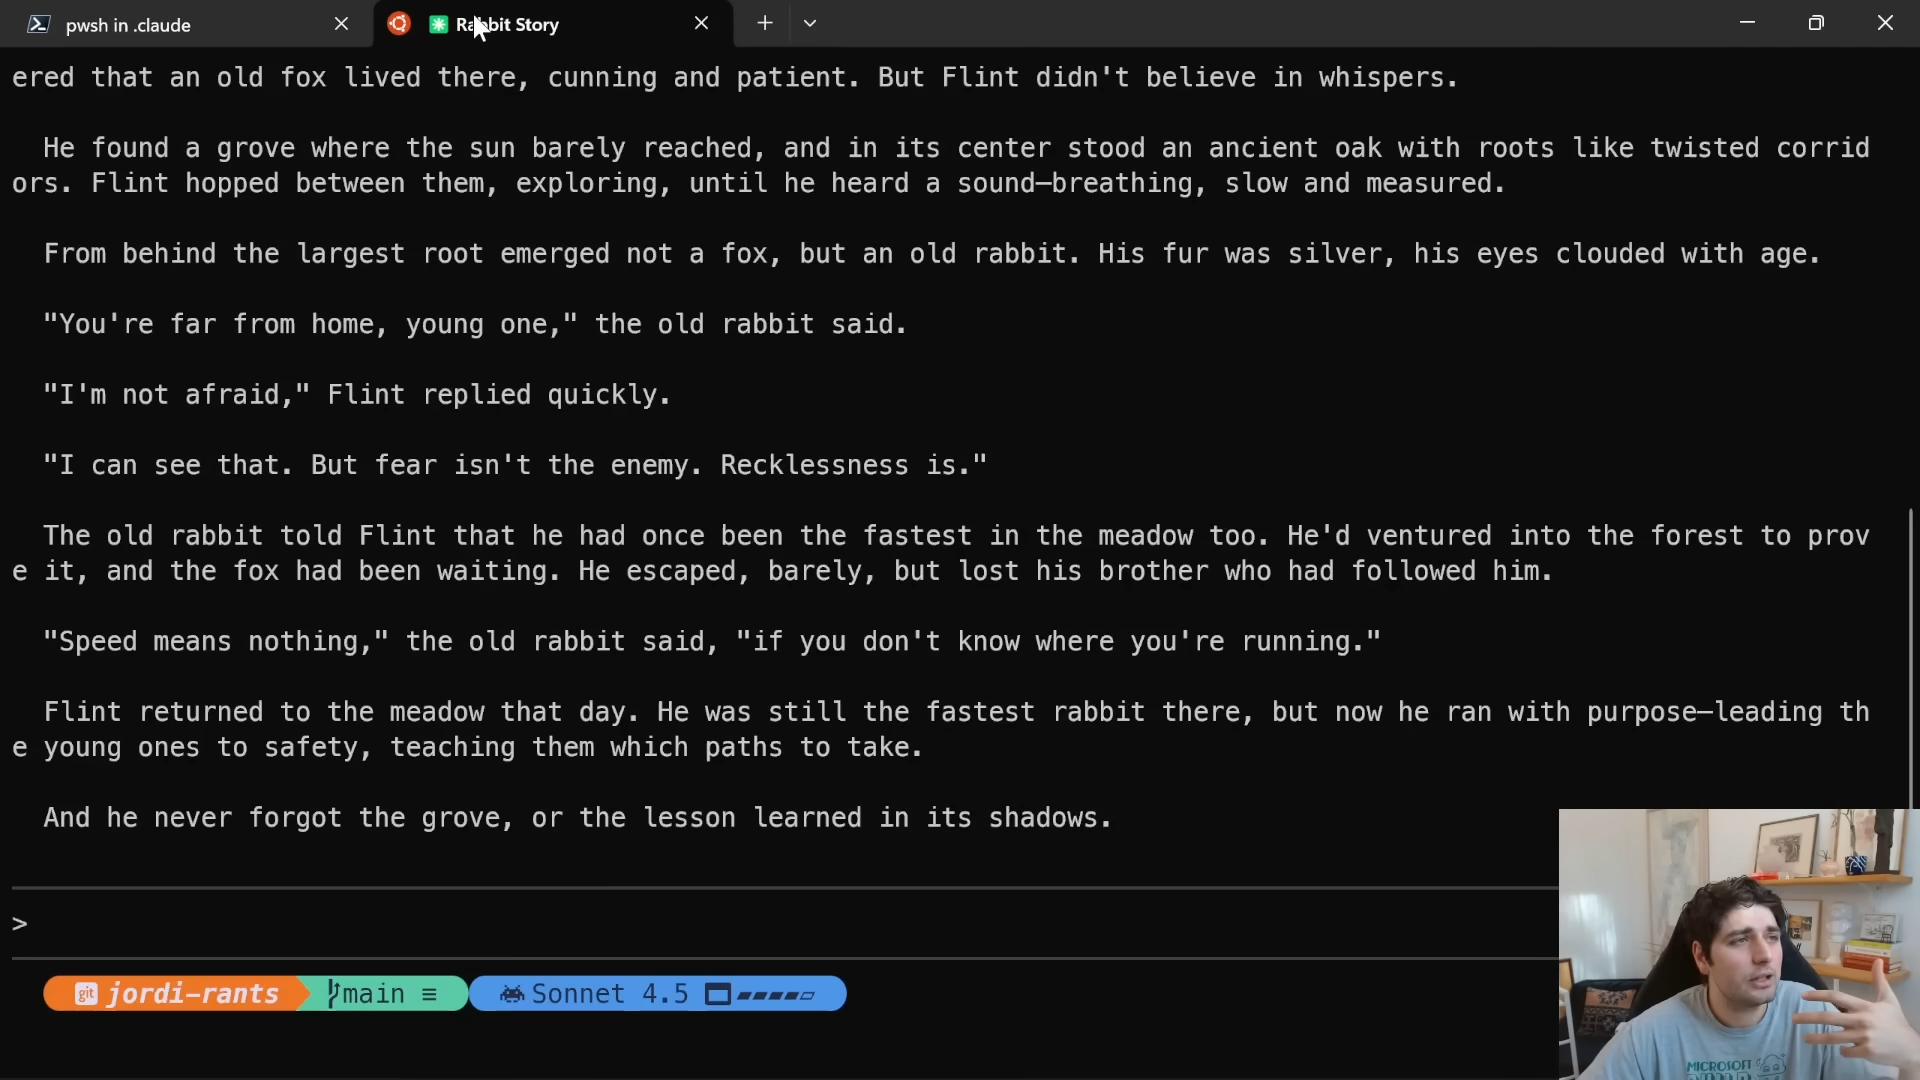 pwsh in .claude
Rabbit Story
ered that an old fox lived there, cunning and patient. But Flint didn't believe in whispers.
He found a grove where the sun barely reached, and in its center stood an ancient oak with roots like twisted corrid
ors. Flint hopped between them, exploring, until he heard a sound—breathing, slow and measured.
From behind the largest root emerged not a fox, but an old rabbit. His fur was silver, his eyes clouded with age.
"You're far from home, young one," the old rabbit said.
"I'm not afraid," Flint replied quickly.
"I can see that. But fear isn't the enemy. Recklessness is."
The old rabbit told Flint that he had once been the fastest in the meadow too. He'd ventured into the forest to prov
e it, and the fox had been waiting. He escaped, barely, but lost his brother who had followed him.
"Speed means nothing," the old rabbit said, "if you don't know where you're running."
Flint returned to the meadow that day. He was still the fastest rabbit there, but now he ran with purpose—leading th
e young ones to safety, teaching them which paths to take.
And he never forgot the grove, or the lesson learned in its shadows.
>
git jordi-rants main ≡ Sonnet 4.5
MICROSOFT